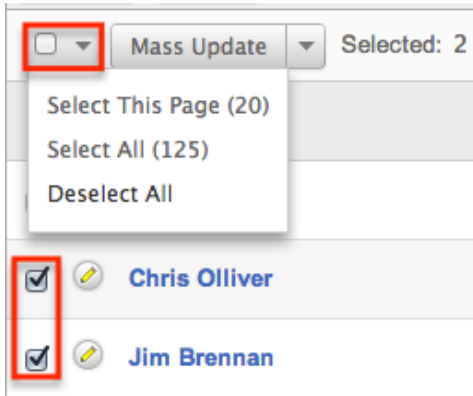 Mass Update Selected: 2
Select This Page (20)
Select All (125)
Deselect All
Chris Olliver
Jim Brennan